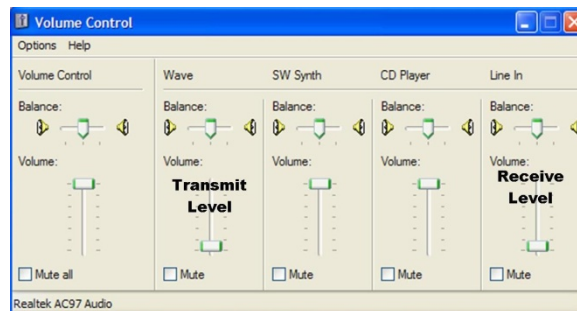 Volume Control
Options Help
Volume Control Wave SW Synth CD Player Line In
Balance: Balance: Balance: Balance: Balance:
Volume: Volume: Volume: Volume: Volume:
Transmit Level
Receive Level
Mute all Mute Mute Mute Mute
Realtek AC97 Audio